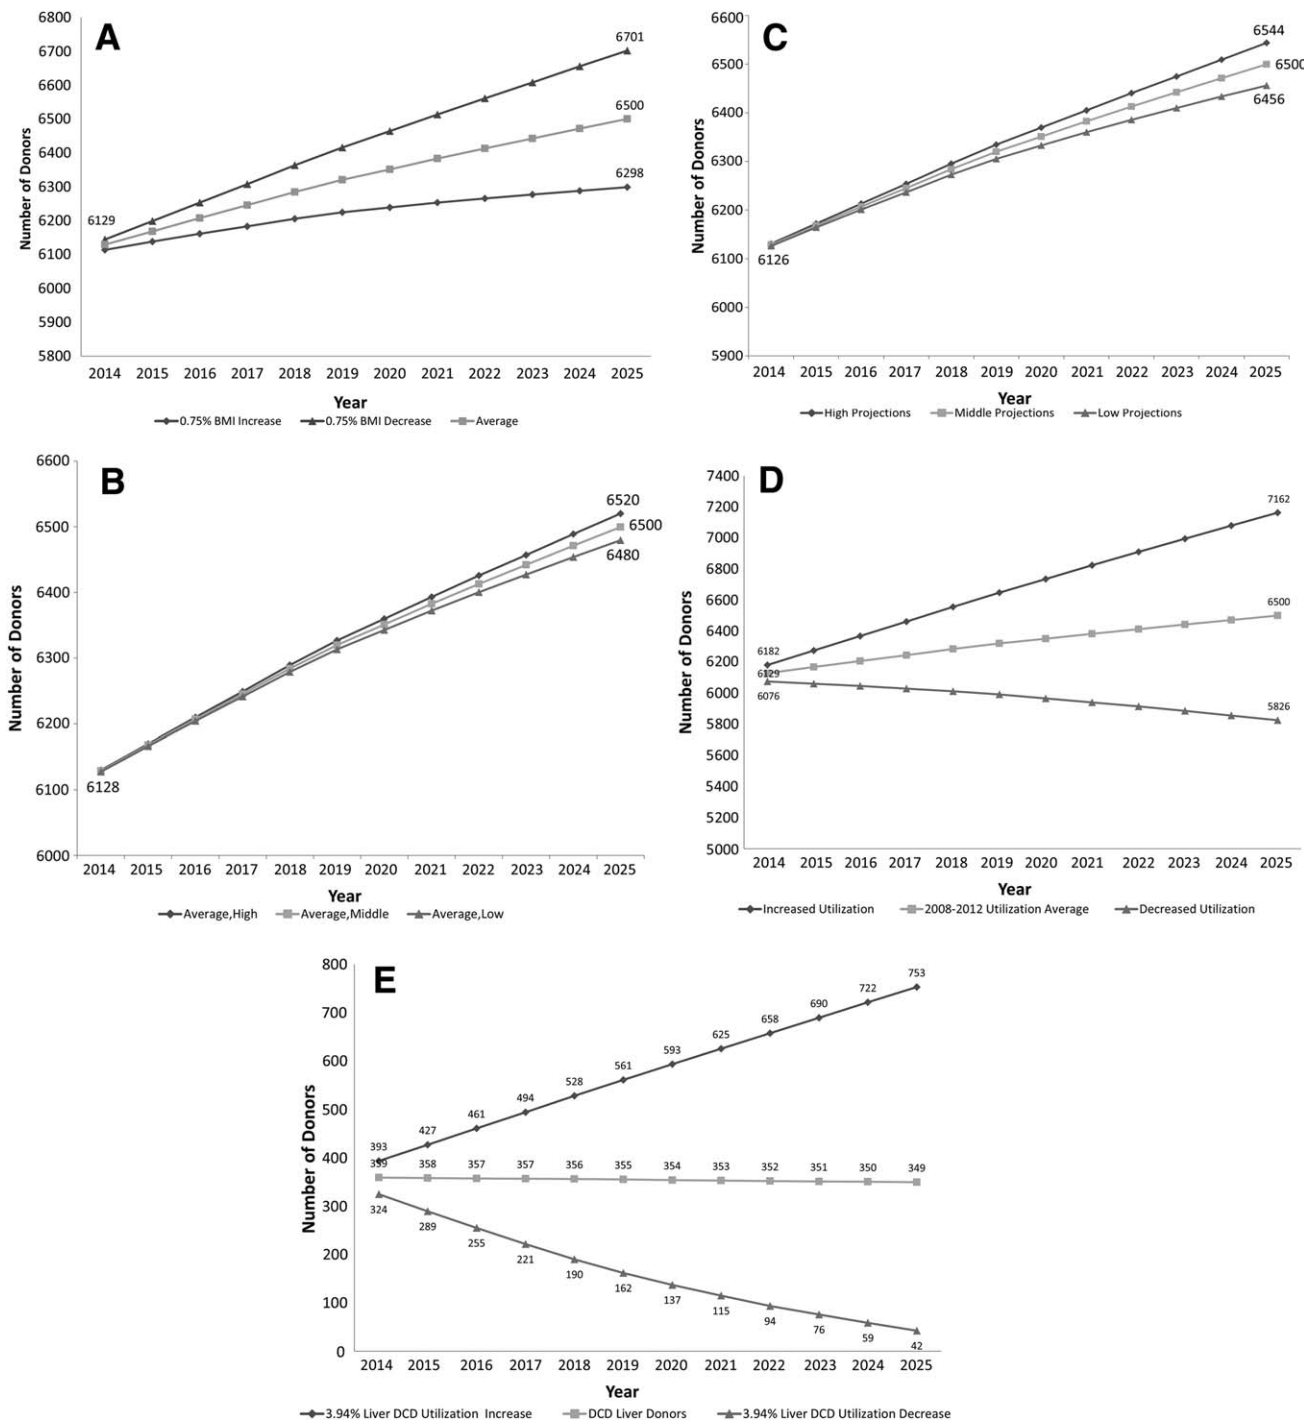 A
6800
6700
6600
6500
6400
6300
6200
6100
6000
5900
5800
Number of Donors
6129
6701
6500
6298
2014 2015 2016 2017 2018 2019 2020 2021 2022 2023 2024 2025
Year
0.75% BMI Increase 0.75% BMI Decrease Average
C
6600
6500
6400
6300
6200
6100
6000
5900
Number of Donors
6126
6544
6500
6456
2014 2015 2016 2017 2018 2019 2020 2021 2022 2023 2024 2025
Year
High Projections Middle Projections Low Projections
B
6600
6500
6400
6300
6200
6100
6000
Number of Donors
6128
6520
6500
6480
2014 2015 2016 2017 2018 2019 2020 2021 2022 2023 2024 2025
Year
Average,High Average,Middle Average,Low
D
7400
7200
7000
6800
6600
6400
6200
6000
5800
5600
5400
5200
5000
Number of Donors
6182
6129
6076
7162
6500
5826
2014 2015 2016 2017 2018 2019 2020 2021 2022 2023 2024 2025
Year
Increased Utilization 2008-2012 Utilization Average Decreased Utilization
E
800
700
600
500
400
300
200
100
0
Number of Donors
393 427 461 494 528 561 593 625 658 690 722 753
359 358 357 357 356 355 354 353 352 351 350 349
324 289 255 221 190 162 137 115 94 76 59 42
2014 2015 2016 2017 2018 2019 2020 2021 2022 2023 2024 2025
Year
3.94% Liver DCD Utilization Increase DCD Liver Donors 3.94% Liver DCD Utilization Decrease